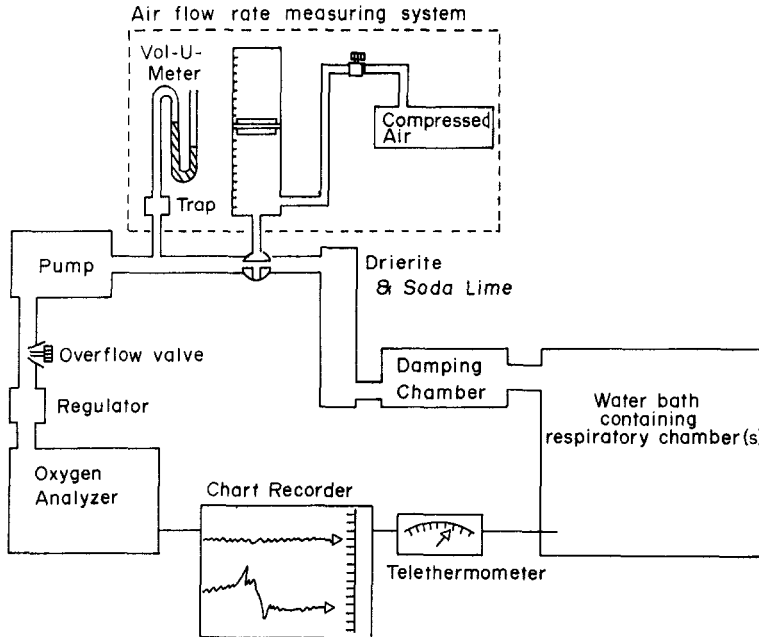 Air flow rate measuring system
Vol-U-
Meter
Compressed
Air
Trap
Pump
Drierite
& Soda Lime
Overflow valve
Damping
Chamber
Regulator
Water bath
containing
respiratory chamber(s)
Oxygen
Analyzer
Chart Recorder
Telethermometer